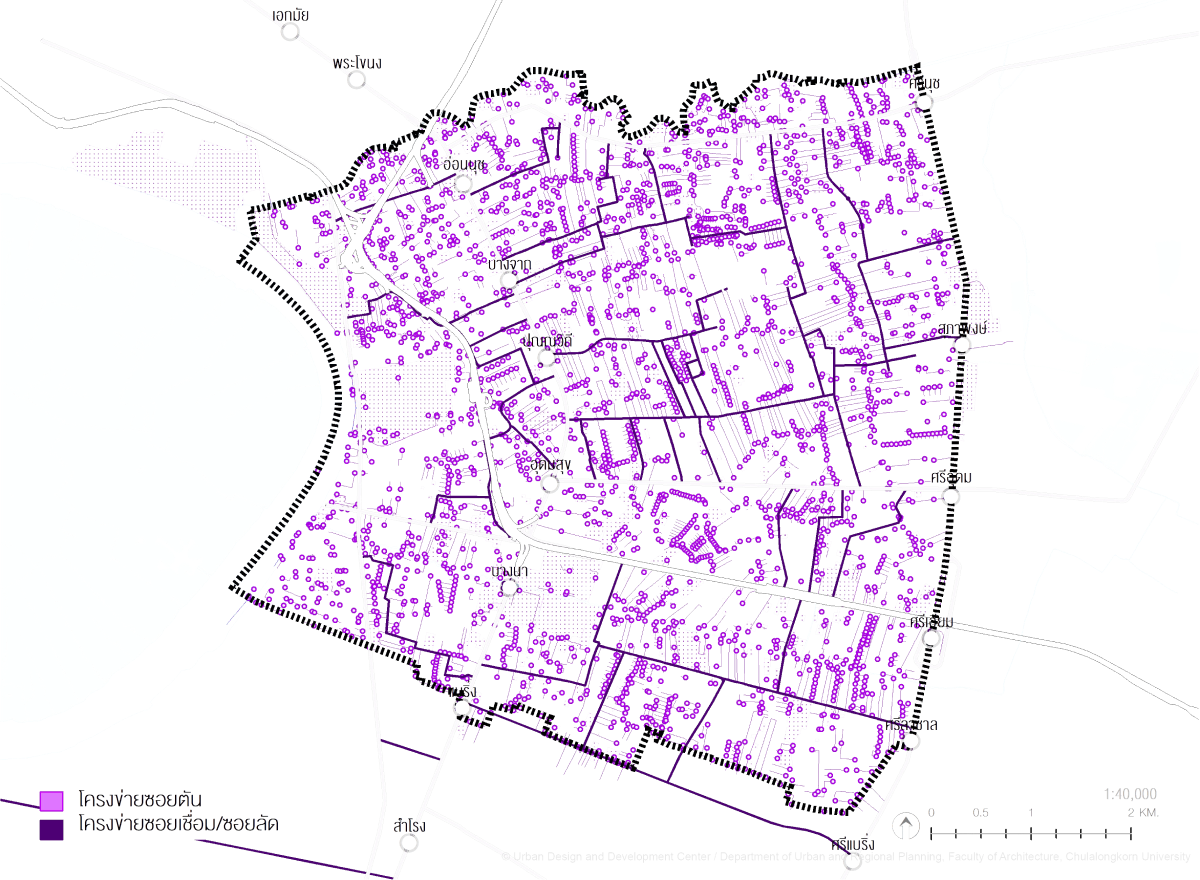 เอกมัย
พระโขนง
อ่อนนุช
บางจาก
ปุณณวิถี
สุภาพงษ์
อุดมสุข
ศรีอุดม
บางนา
ศรีเอี่ยม
แบริ่ง
ศรีลาซาล
โครงข่ายซอยตัน
โครงข่ายซอยเชื่อม/ซอยลัด
สำโรง
1:40,000
0 0.5 1 2 KM.
ศรีแบริ่ง
© Urban Design and Development Center / Department of Urban and Regional Planning, Faculty of Architecture, Chulalongkorn University